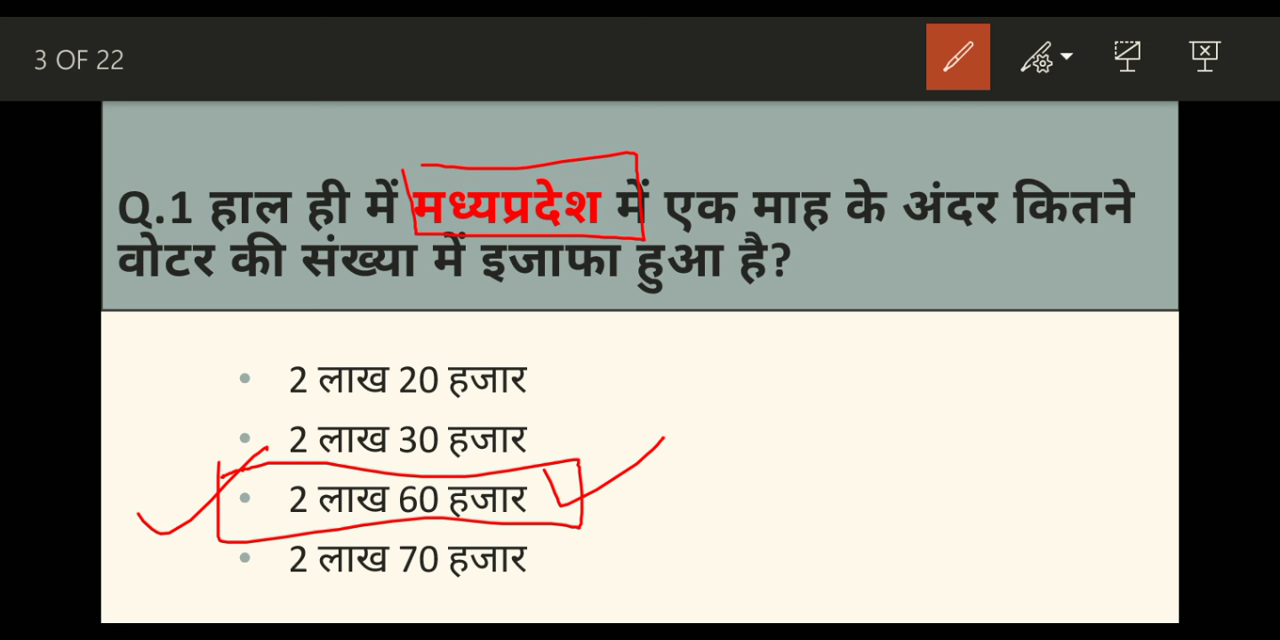 3 OF 22
Q.1 हाल ही में मध्यप्रदेश में एक माह के अंदर कितने
वोटर की संख्या में इजाफा हुआ है?
• 2 लाख 20 हजार
• 2 लाख 30 हजार
• 2 लाख 60 हजार
• 2 लाख 70 हजार